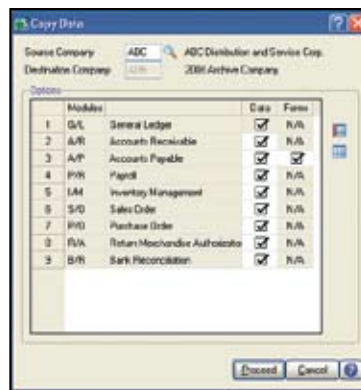 Copy Data
Source Company ABC ABC Distribution and Service Corp.
Destination Company 2006 Archive Company
Options
Modules Data Forms
1 G/L General Ledger N/A
2 A/R Accounts Receivable N/A
3 A/P Accounts Payable
4 P/R Payroll N/A
5 I/M Inventory Management N/A
6 S/O Sales Order N/A
7 P/O Purchase Order N/A
8 R/A Return Merchandise Authorizatio N/A
9 B/R Bank Reconciliation N/A
Proceed Cancel